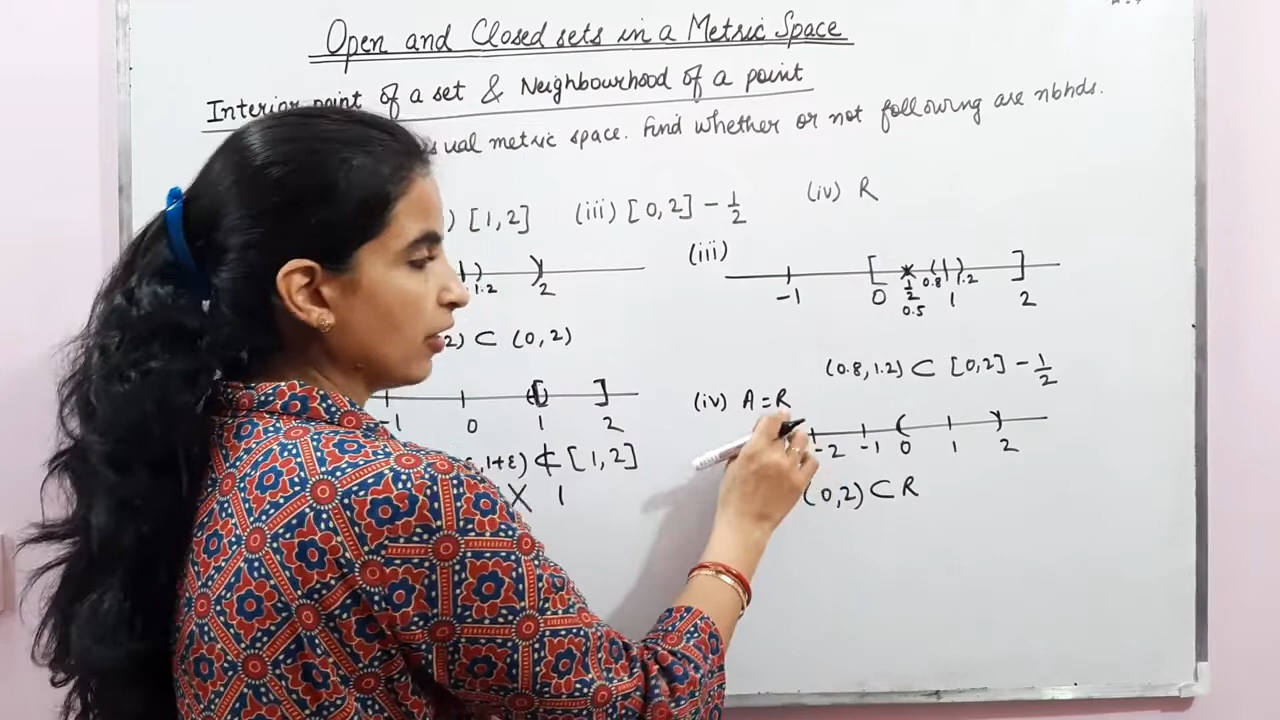 Open and Closed sets in a Metric Space
Interior point of a set & Neighbourhood of a point
usual metric space. Find whether or not following are nbhds.
) [1,2] (iii) [0,2] - 1/2 (iv) R
1.2 2
2) ⊂ (0,2)
-1 0 1 2
,1+ε) ⊄ [1,2]
X 1
(iii)
-1 0 1/2 0.5 0.8 1 1.2 2
(0.8, 1.2) ⊂ [0,2] - 1/2
(iv) A = R
-2 -1 0 1 2
(0,2) ⊂ R